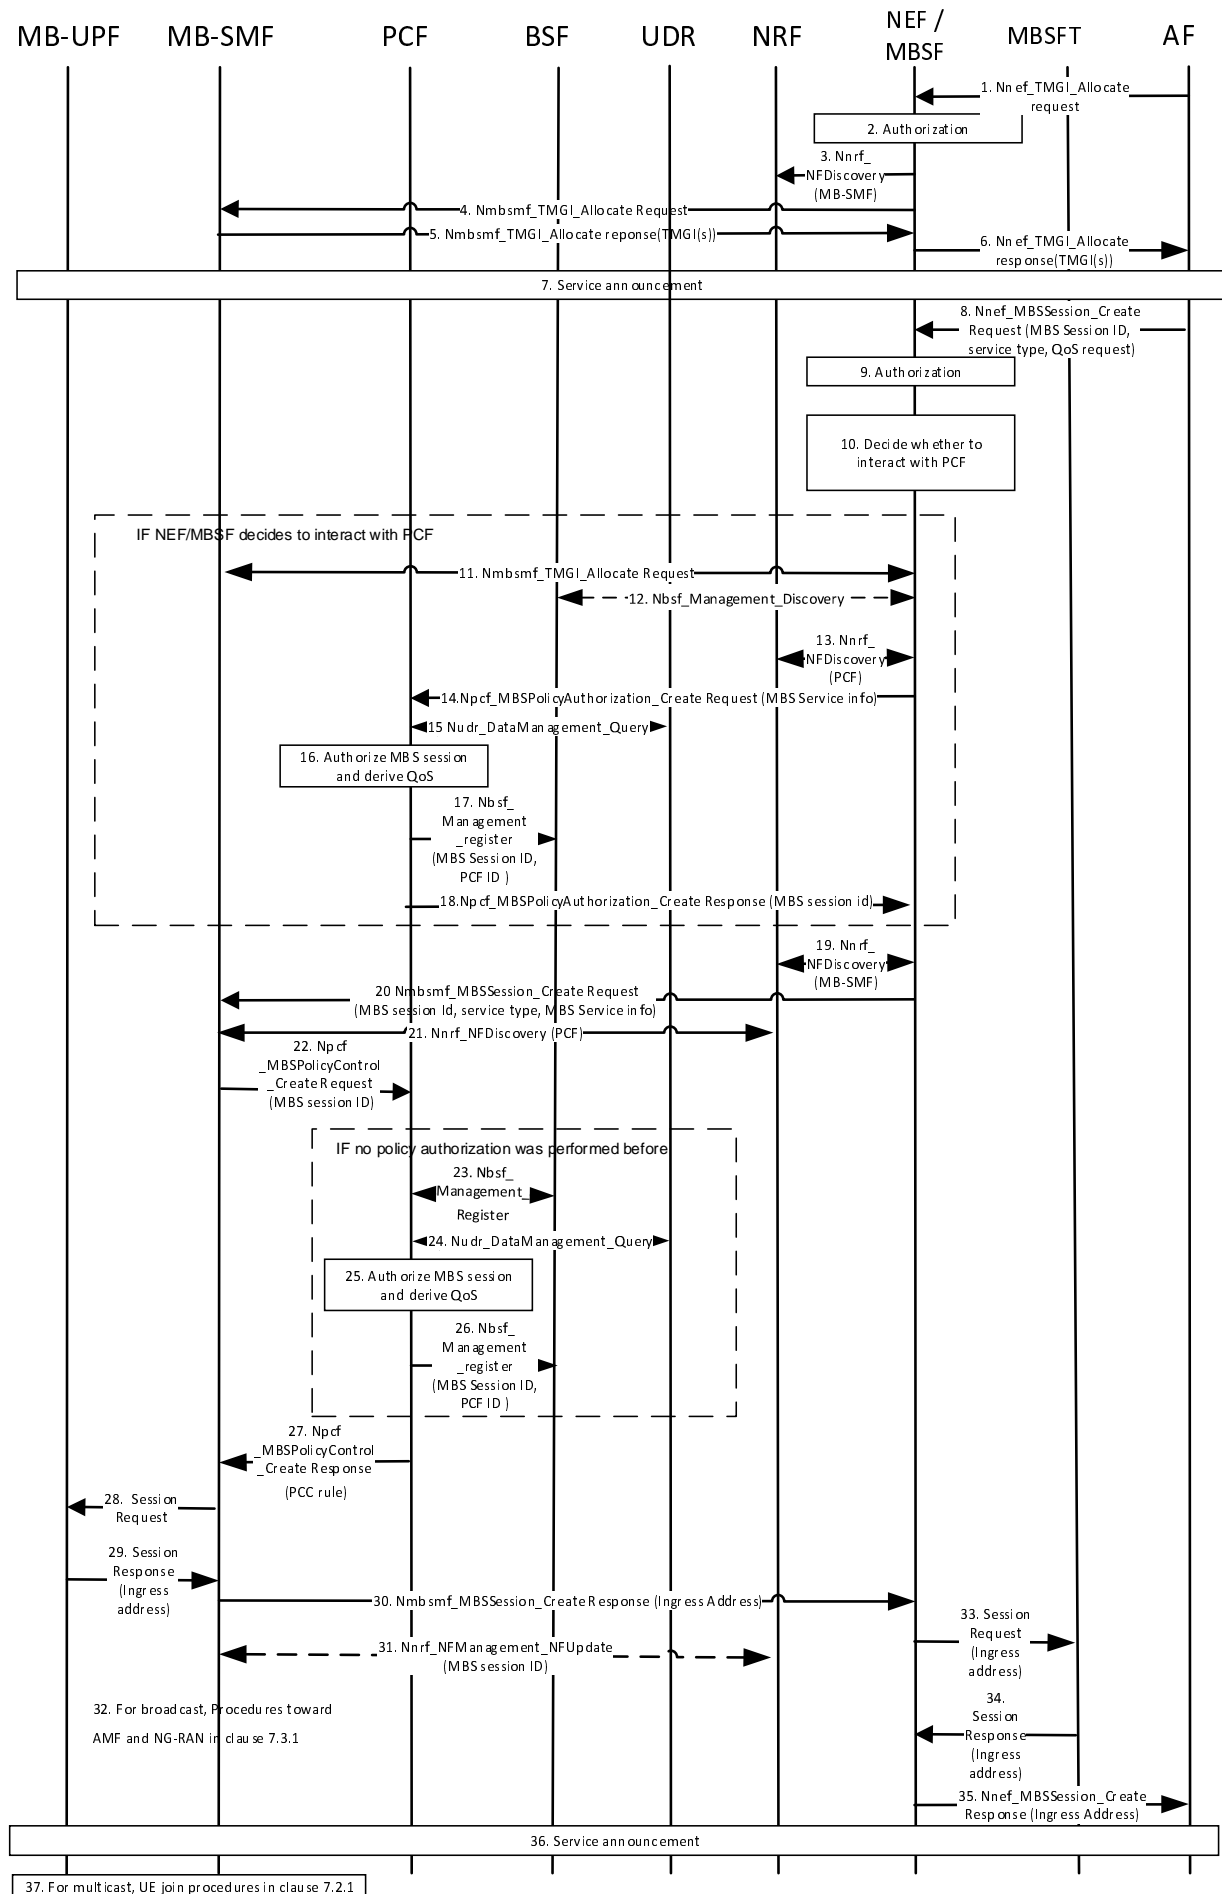 MB-UPF
MB-SMF
PCF
BSF
UDR
NRF
NEF /
MBSF
MBSFT
AF
1. Nnef_TMGI_Allocate
request
2. Authorization
3. Nnrf_
NFDiscovery
(MB-SMF)
4. Nmbsmf_TMGI_Allocate Request
5. Nmbsmf_TMGI_Allocate reponse(TMGI(s))
6. Nnef_TMGI_Allocate
response(TMGI(s))
7. Service announcement
8. Nnef_MBSSession_Create
Request (MBS Session ID,
service type, QoS request)
9. Authorization
10. Decide whether to
interact with PCF
IF NEF/MBSF decides to interact with PCF
11. Nmbsmf_TMGI_Allocate Request
12. Nbsf_Management_Discovery
13. Nnrf_
NFDiscovery
(PCF)
14.Npcf_MBSPolicyAuthorization_Create Request (MBS Service info)
15 Nudr_DataManagement_Query
16. Authorize MBS session
and derive QoS
17. Nbsf_
Management
_register
(MBS Session ID,
PCF ID )
18.Npcf_MBSPolicyAuthorization_Create Response (MBS session id)
19. Nnrf_
NFDiscovery
(MB-SMF)
20 Nmbsmf_MBSSession_Create Request
(MBS session Id, service type, MBS Service info)
21. Nnrf_NFDiscovery (PCF)
22. Npcf
_MBSPolicyControl
_Create Request
(MBS session ID)
IF no policy authorization was performed before
23. Nbsf_
Management_
Register
24. Nudr_DataManagement_Query
25. Authorize MBS session
and derive QoS
26. Nbsf_
Management
_register
(MBS Session ID,
PCF ID )
27. Npcf
_MBSPolicyControl
_Create Response
(PCC rule)
28. Session
Request
29. Session
Response
(Ingress
address)
30. Nmbsmf_MBSSession_Create Response (Ingress Address)
31. Nnrf_NFManagement_NFUpdate
(MBS session ID)
32. For broadcast, Procedures toward
AMF and NG-RAN in clause 7.3.1
33. Session
Request
(Ingress
address)
34.
Session
Response
(Ingress
address)
35. Nnef_MBSSession_Create
Response (Ingress Address)
36. Service announcement
37. For multicast, UE join procedures in clause 7.2.1